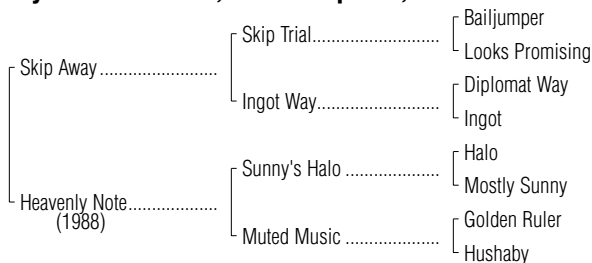 Bailjumper
Skip Trial
Looks Promising
Skip Away
Diplomat Way
Ingot Way
Ingot
Halo
Sunny's Halo
Mostly Sunny
Heavenly Note
(1988)
Golden Ruler
Muted Music
Hushaby